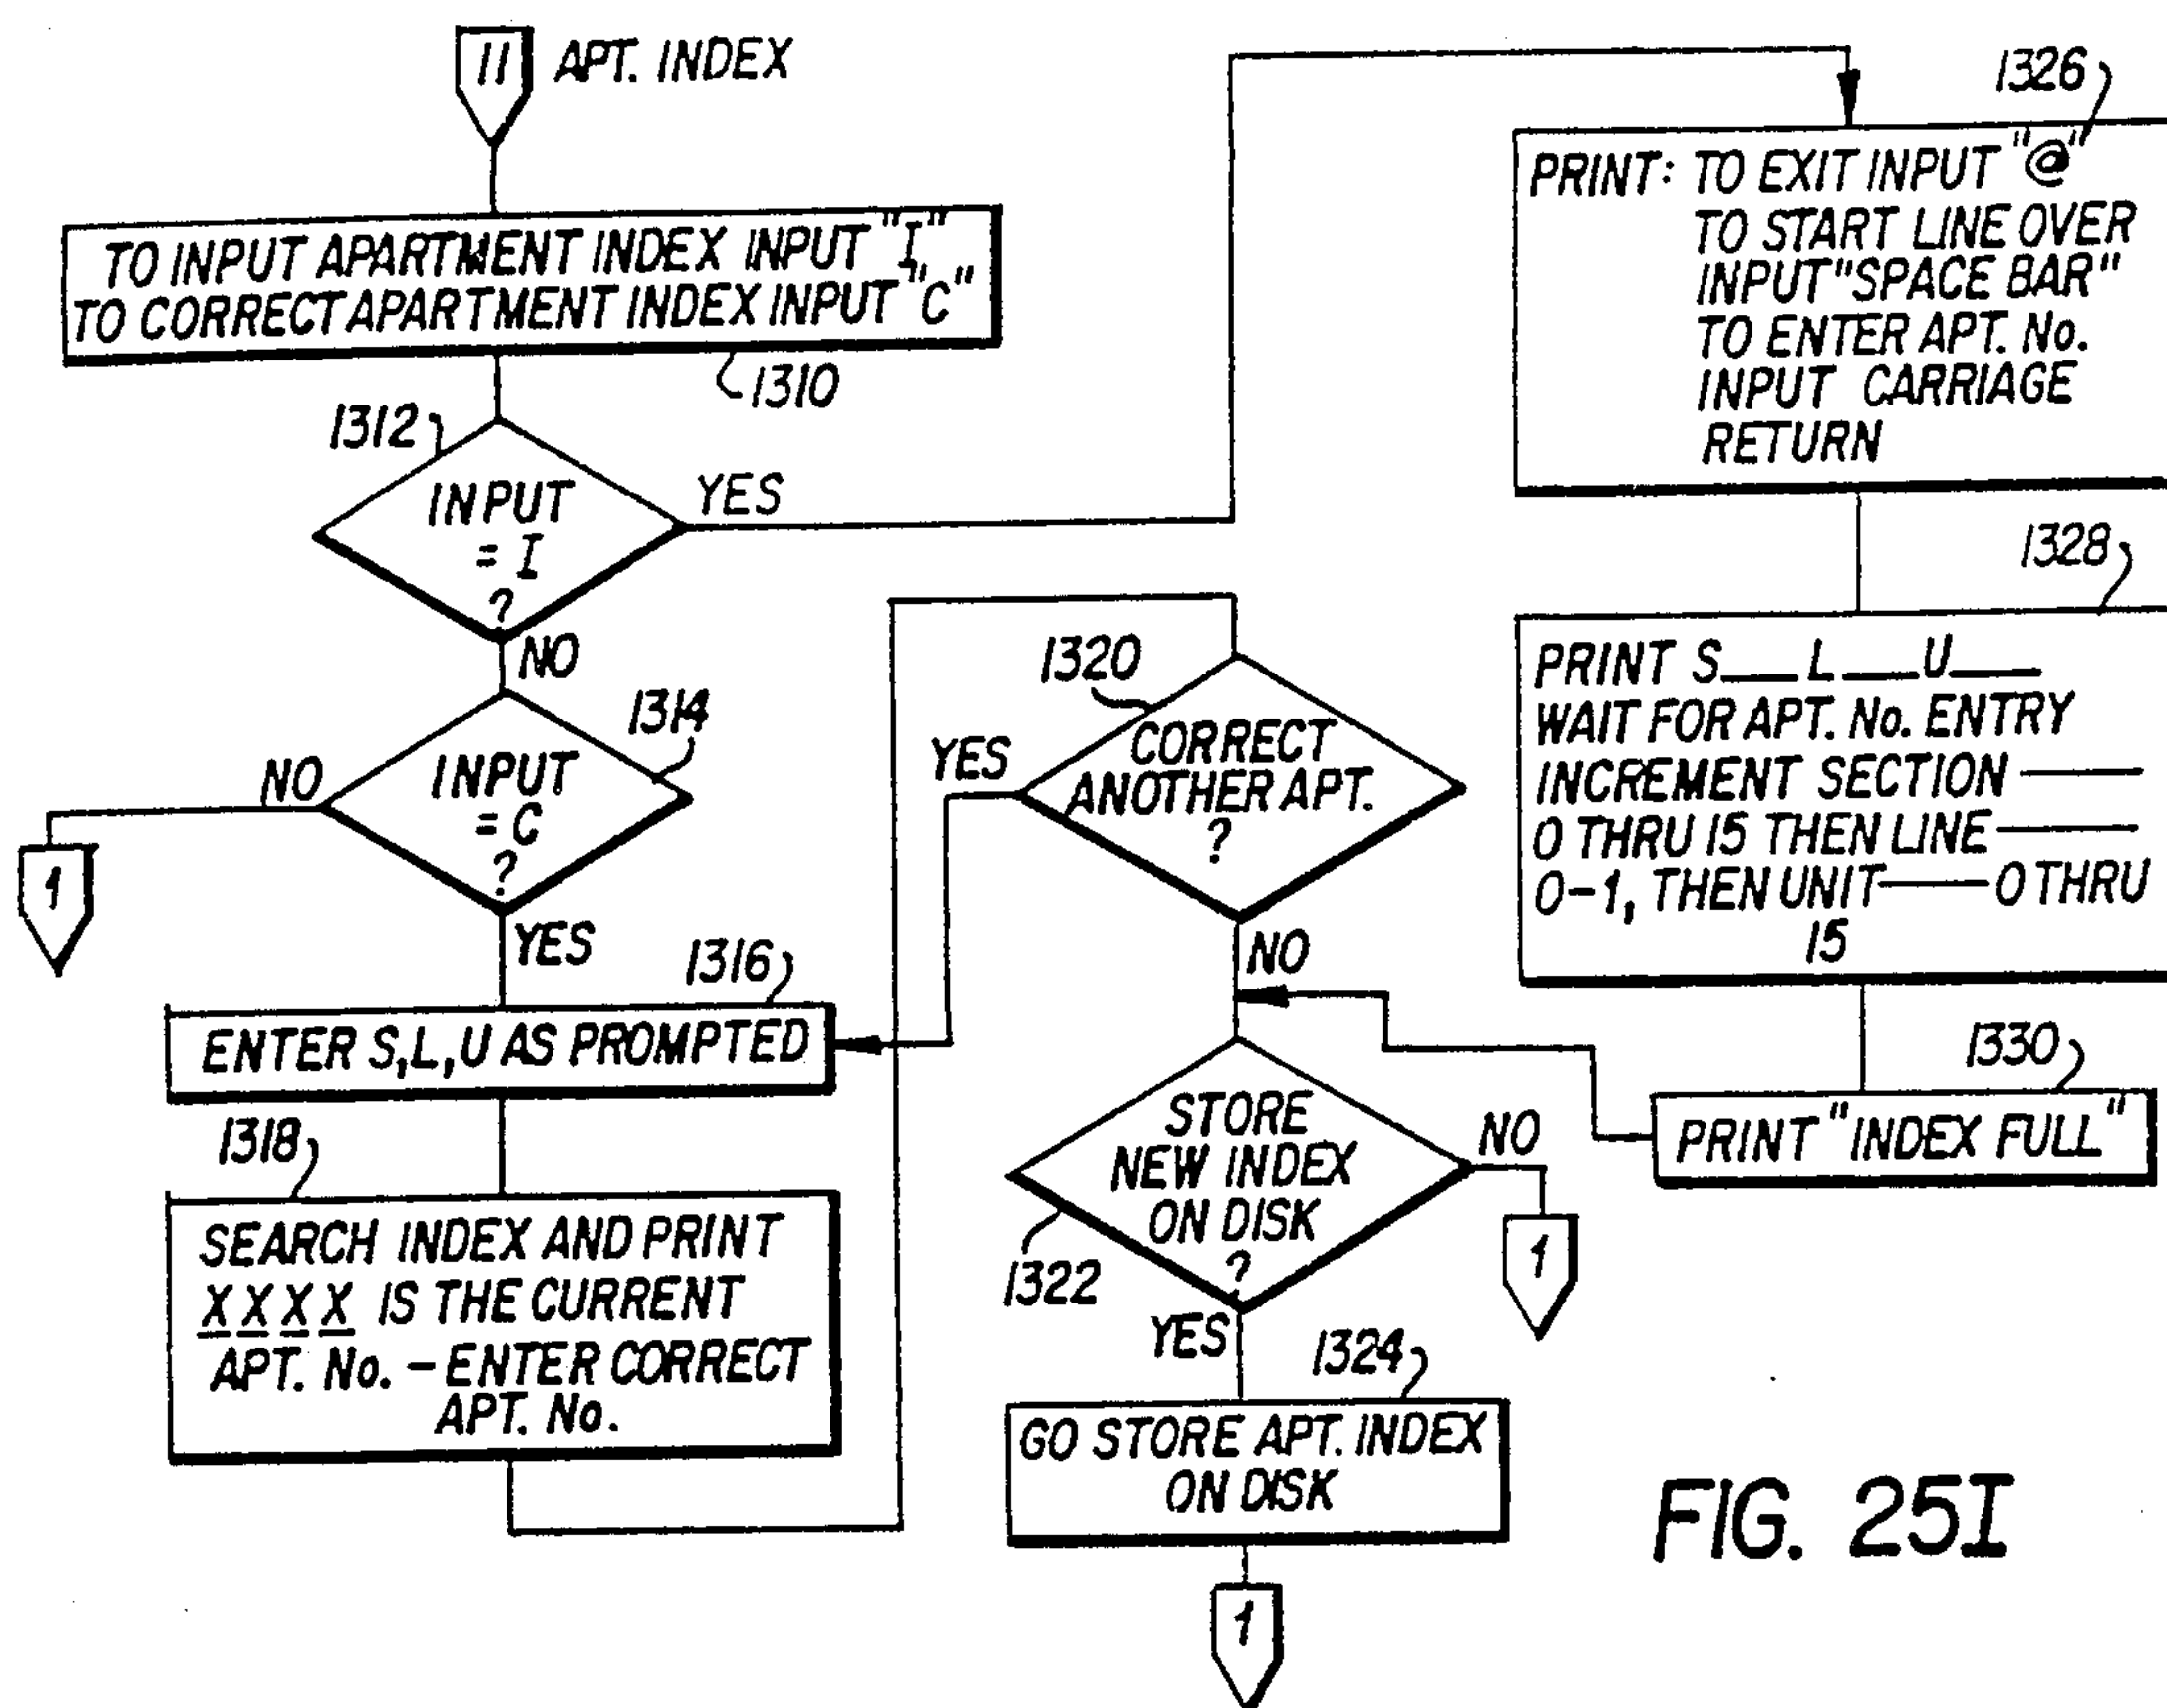 11 APT. INDEX
TO INPUT APARTMENT INDEX INPUT "I"
TO CORRECT APARTMENT INDEX INPUT "C"
1310
1312
INPUT
= I
?
YES
NO
1314
INPUT
= C
?
NO
1
YES
1316
ENTER S,L,U AS PROMPTED
1318
SEARCH INDEX AND PRINT
X X X X IS THE CURRENT
APT. No. - ENTER CORRECT
APT. No.
1320
CORRECT
ANOTHER APT.
?
YES
NO
STORE
NEW INDEX
ON DISK
?
1322
NO
1
YES
1324
GO STORE APT. INDEX
ON DISK
1
1326
PRINT: TO EXIT INPUT "@"
TO START LINE OVER
INPUT "SPACE BAR"
TO ENTER APT. No.
INPUT CARRIAGE
RETURN
1328
PRINT S___ L___U___
WAIT FOR APT. No. ENTRY
INCREMENT SECTION ——
0 THRU 15 THEN LINE ——
0-1, THEN UNIT —— 0 THRU
15
1330
PRINT "INDEX FULL"
FIG. 25I